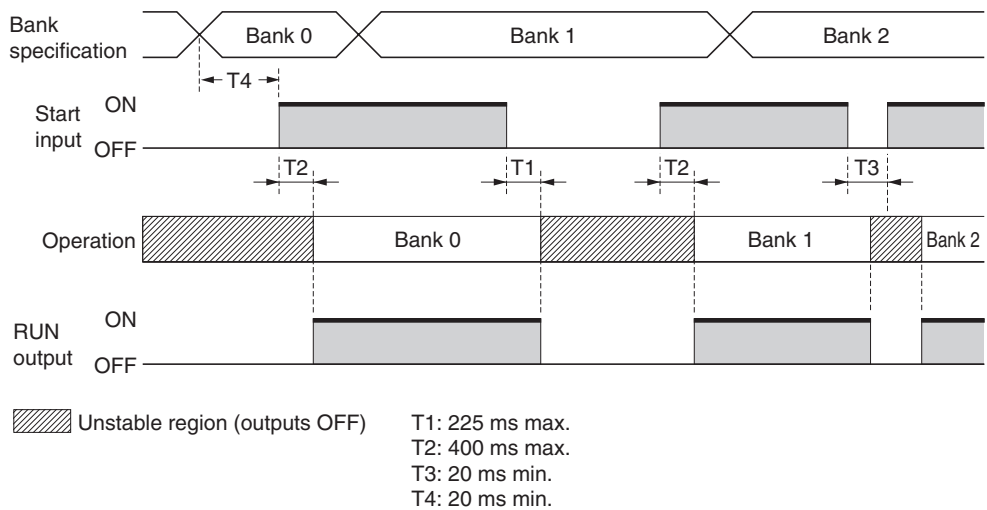 Bank
specification
Bank 0
Bank 1
Bank 2
T4
Start
input
ON
OFF
T2
T1
T2
T3
Operation
Bank 0
Bank 1
Bank 2
RUN
output
ON
OFF
Unstable region (outputs OFF)
T1: 225 ms max.
T2: 400 ms max.
T3: 20 ms min.
T4: 20 ms min.